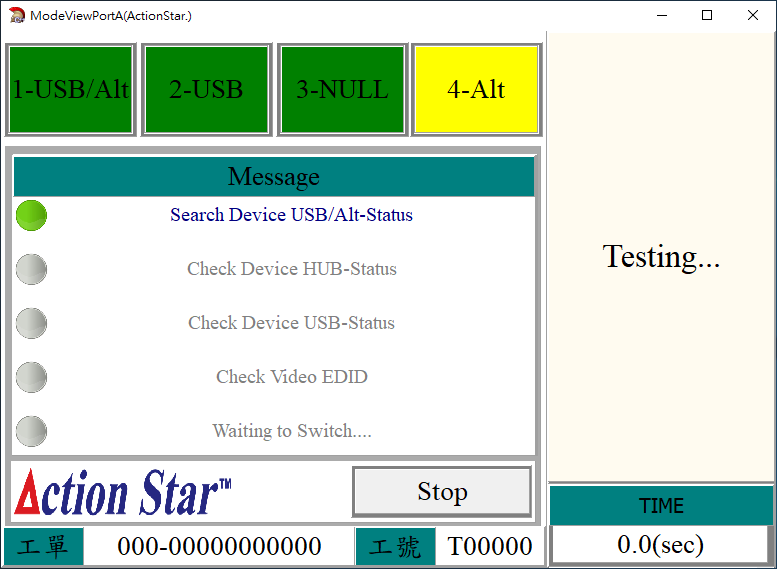 ModeViewPortA(ActionStar.)
1-USB/Alt 2-USB 3-NULL 4-Alt
Message
Search Device USB/Alt-Status
Check Device HUB-Status
Check Device USB-Status
Check Video EDID
Waiting to Switch....
Action Star™
Stop
工單 000-00000000000 工號 T00000
Testing...
TIME
0.0(sec)